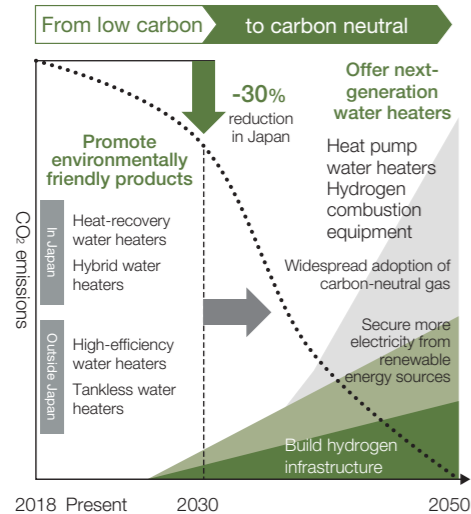 From low carbon
to carbon neutral
-30%
reduction
in Japan
Offer next-
generation
water heaters
Promote
environmentally
friendly products
Heat pump
water heaters
Hydrogen
combustion
equipment
CO2 emissions
In Japan
Heat-recovery
water heaters
Hybrid water
heaters
Widespread adoption of
carbon-neutral gas
Outside Japan
High-efficiency
water heaters
Tankless water
heaters
Secure more
electricity from
renewable
energy sources
Build hydrogen
infrastructure
2018 Present 2030 2050